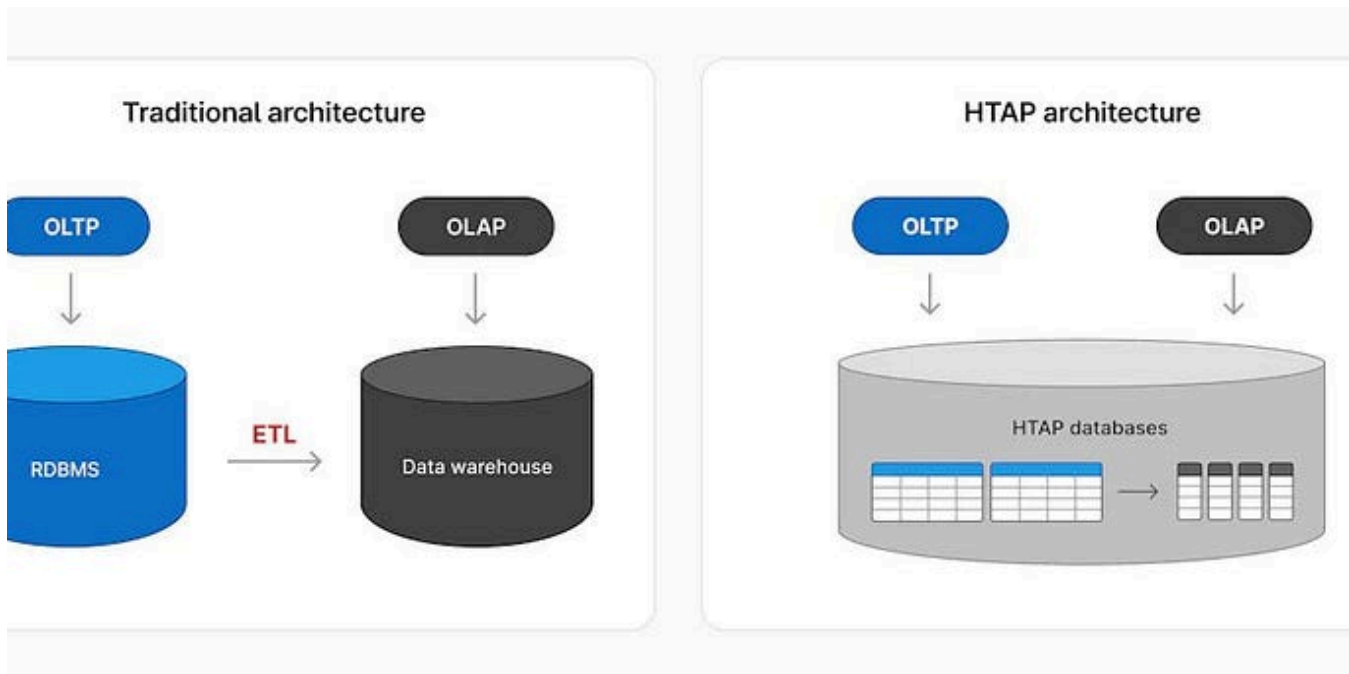 Traditional architecture
OLTP
OLAP
RDBMS
ETL
Data warehouse
HTAP architecture
OLTP
OLAP
HTAP databases